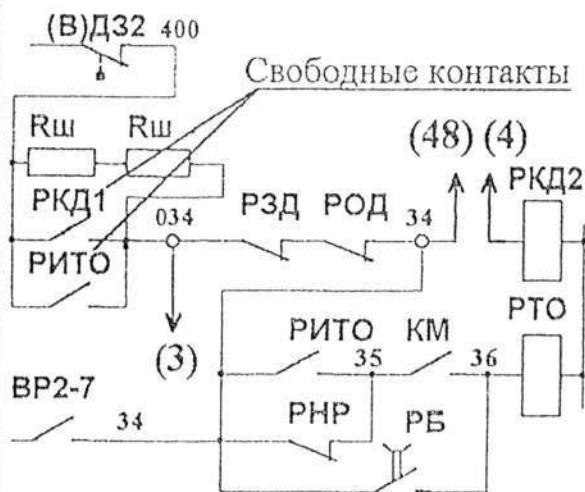 (В)ДЗ2 400
Свободные контакты
Rш Rш
(48) (4)
РКД1
034
РЗД РОД
34
РКД2
РИТО
(3)
РИТО
35
КМ
36
РТО
ВР2-7
34
РНР
РБ